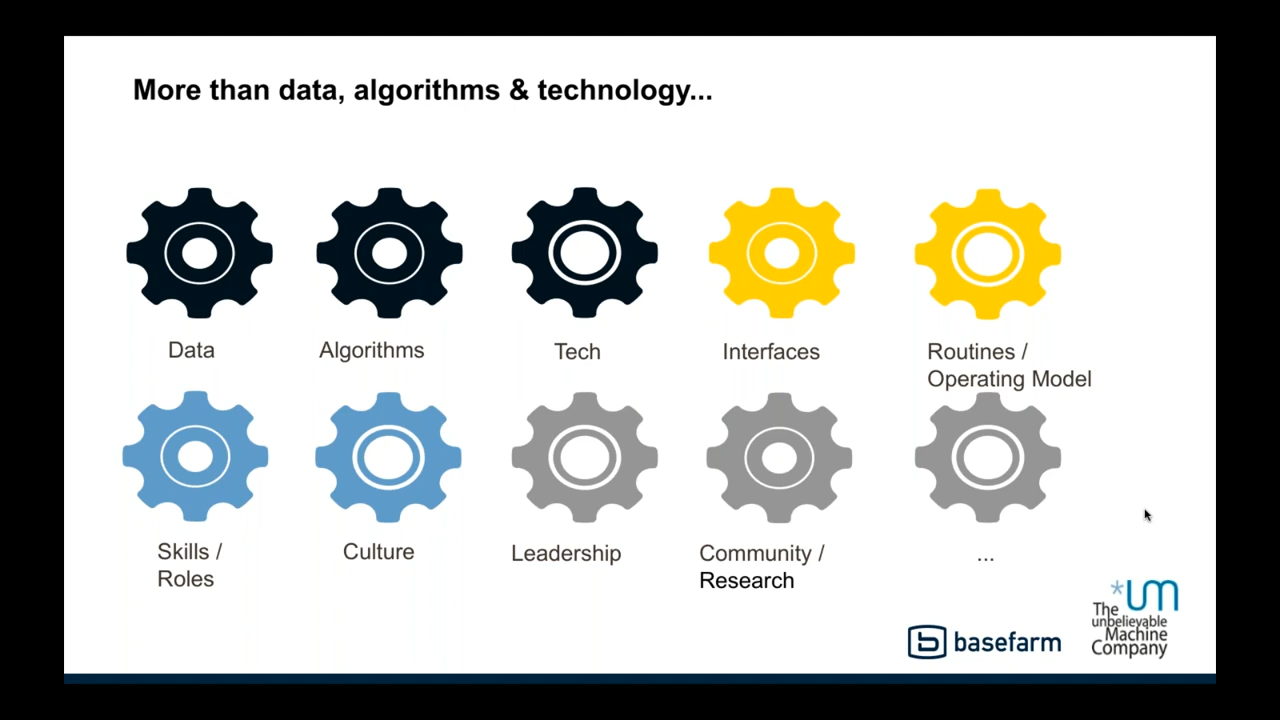 More than data, algorithms & technology...
Data
Algorithms
Tech
Interfaces
Routines /
Operating Model
Skills /
Roles
Culture
Leadership
Community /
Research
...
basefarm
*um
The
unbelievable
Machine
Company